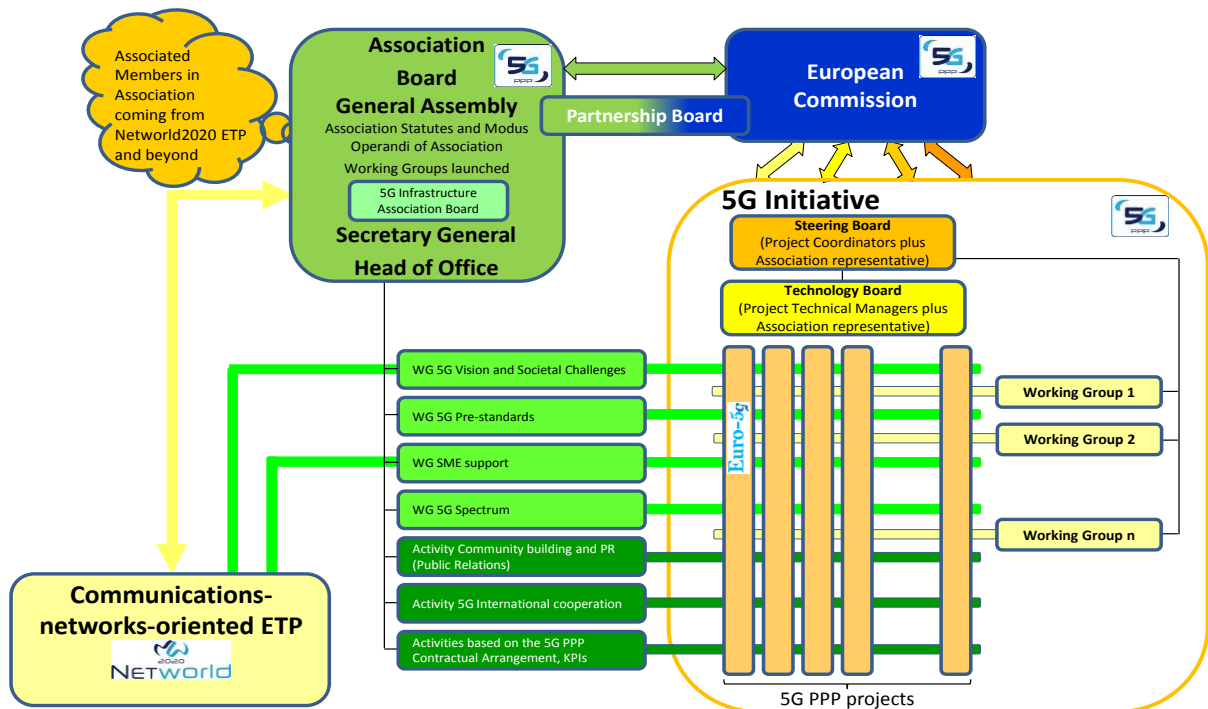 Associated
Members in
Association
coming from
Networld2020 ETP
and beyond
Association
Board
General Assembly
Association Statutes and Modus
Operandi of Association
Working Groups launched
5G Infrastructure
Association Board
Secretary General
Head of Office
5G
PPP
Partnership Board
European
Commission
5G
PPP
5G Initiative
5G
PPP
Steering Board
(Project Coordinators plus
Association representative)
Technology Board
(Project Technical Managers plus
Association representative)
WG 5G Vision and Societal Challenges
WG 5G Pre-standards
WG SME support
WG 5G Spectrum
Activity Community building and PR
(Public Relations)
Activity 5G International cooperation
Activities based on the 5G PPP
Contractual Arrangement, KPIs
Euro-5g
Working Group 1
Working Group 2
Working Group n
5G PPP projects
Communications-
networks-oriented ETP
2020
NETworld